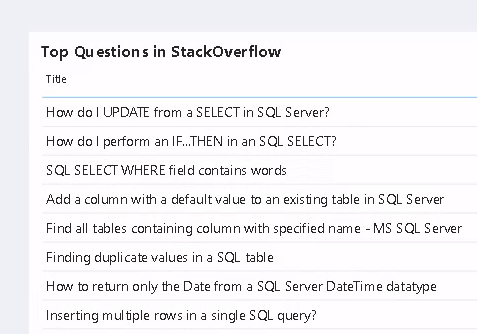 Top Questions in StackOverflow
Title
How do I UPDATE from a SELECT in SQL Server?
How do I perform an IF...THEN in an SQL SELECT?
SQL SELECT WHERE field contains words
Add a column with a default value to an existing table in SQL Server
Find all tables containing column with specified name - MS SQL Server
Finding duplicate values in a SQL table
How to return only the Date from a SQL Server DateTime datatype
Inserting multiple rows in a single SQL query?